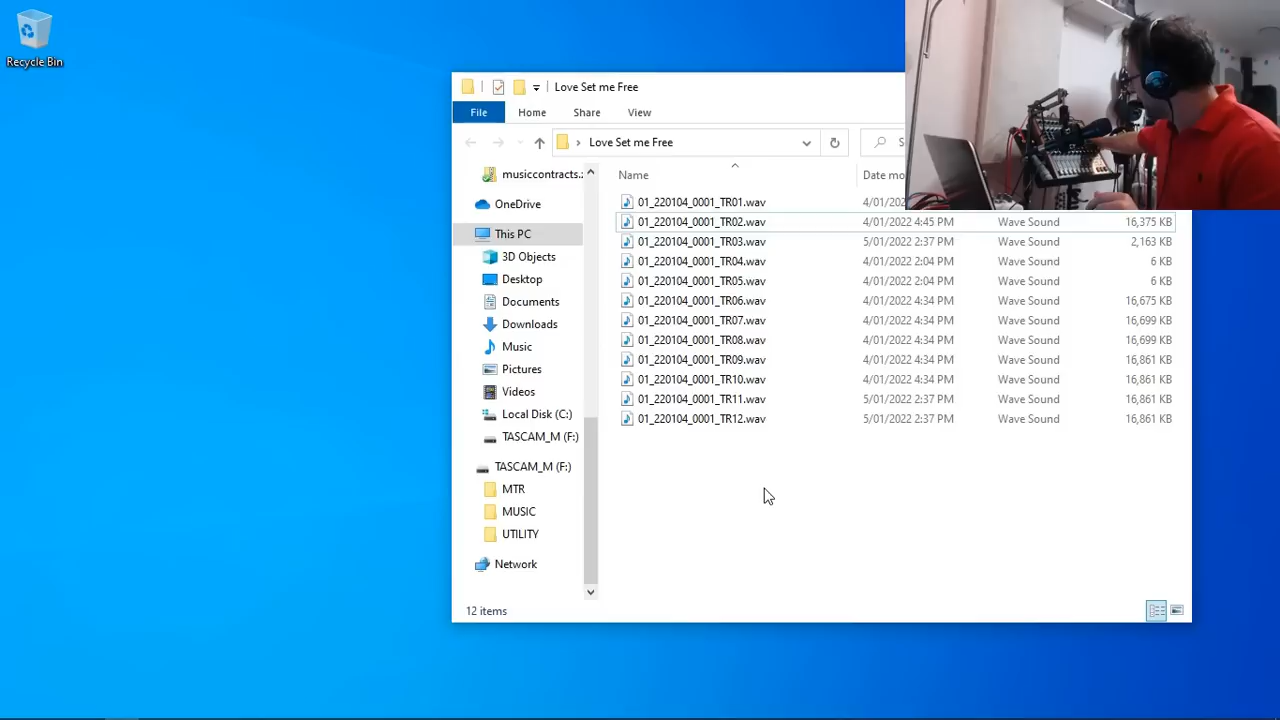 Recycle Bin
Love Set me Free
File Home Share View
Love Set me Free
musiccontracts.
OneDrive
This PC
3D Objects
Desktop
Documents
Downloads
Music
Pictures
Videos
Local Disk (C:)
TASCAM_M (F:)
TASCAM_M (F:)
MTR
MUSIC
UTILITY
Network
Name Date mo
01_220104_0001_TR01.wav 4/01/202
01_220104_0001_TR02.wav 4/01/2022 4:45 PM Wave Sound 16,375 KB
01_220104_0001_TR03.wav 5/01/2022 2:37 PM Wave Sound 2,163 KB
01_220104_0001_TR04.wav 4/01/2022 2:04 PM Wave Sound 6 KB
01_220104_0001_TR05.wav 4/01/2022 2:04 PM Wave Sound 6 KB
01_220104_0001_TR06.wav 4/01/2022 4:34 PM Wave Sound 16,675 KB
01_220104_0001_TR07.wav 4/01/2022 4:34 PM Wave Sound 16,699 KB
01_220104_0001_TR08.wav 4/01/2022 4:34 PM Wave Sound 16,699 KB
01_220104_0001_TR09.wav 4/01/2022 4:34 PM Wave Sound 16,861 KB
01_220104_0001_TR10.wav 4/01/2022 4:34 PM Wave Sound 16,861 KB
01_220104_0001_TR11.wav 5/01/2022 2:37 PM Wave Sound 16,861 KB
01_220104_0001_TR12.wav 5/01/2022 2:37 PM Wave Sound 16,861 KB
12 items